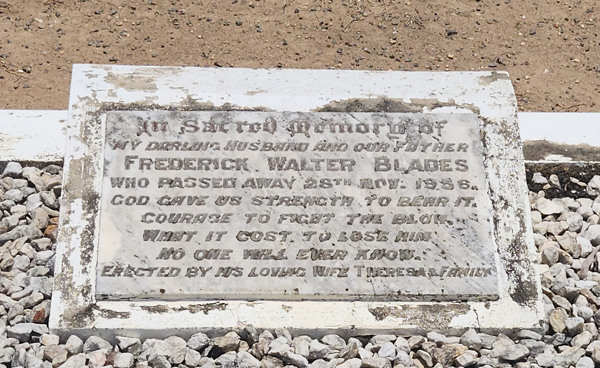 In Sacred Memory of
MY DARLING HUSBAND AND OUR FATHER
FREDERICK WALTER BLADES
WHO PASSED AWAY 28TH NOV. 1936.
GOD GAVE US STRENGTH TO BEAR IT,
COURAGE TO FIGHT THE BLOW.
WHAT IT COST TO LOSE HIM
NO ONE WILL EVER KNOW.
ERECTED BY HIS LOVING WIFE THERESA & FAMILY